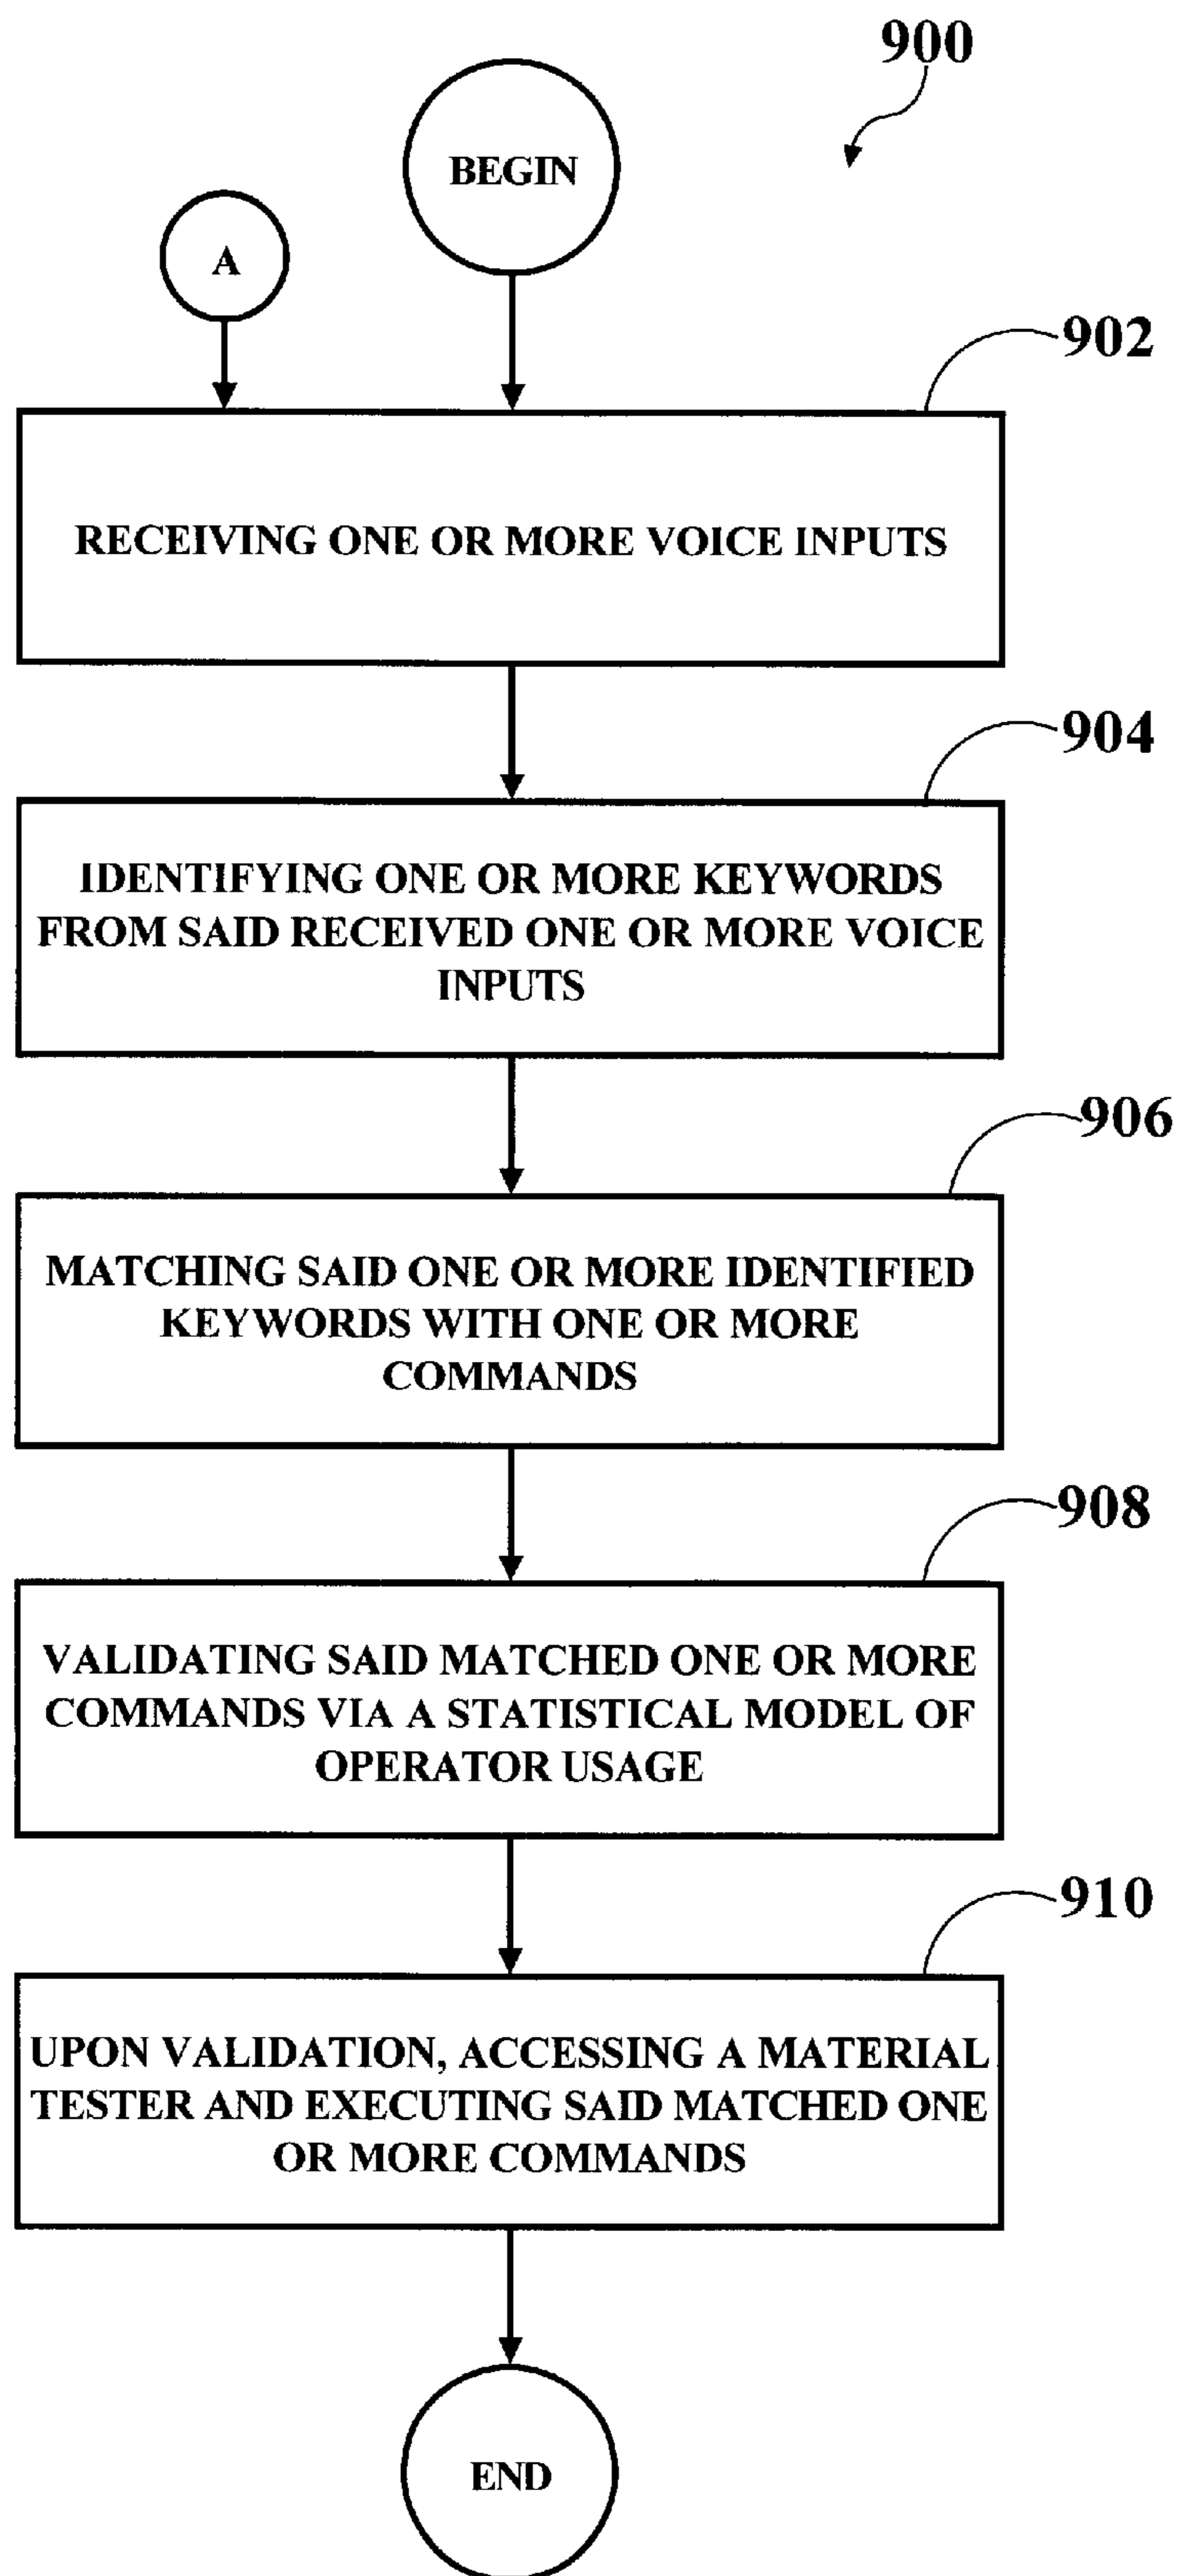 900
BEGIN
A
902
RECEIVING ONE OR MORE VOICE INPUTS
904
IDENTIFYING ONE OR MORE KEYWORDS
FROM SAID RECEIVED ONE OR MORE VOICE
INPUTS
906
MATCHING SAID ONE OR MORE IDENTIFIED
KEYWORDS WITH ONE OR MORE
COMMANDS
908
VALIDATING SAID MATCHED ONE OR MORE
COMMANDS VIA A STATISTICAL MODEL OF
OPERATOR USAGE
910
UPON VALIDATION, ACCESSING A MATERIAL
TESTER AND EXECUTING SAID MATCHED ONE
OR MORE COMMANDS
END